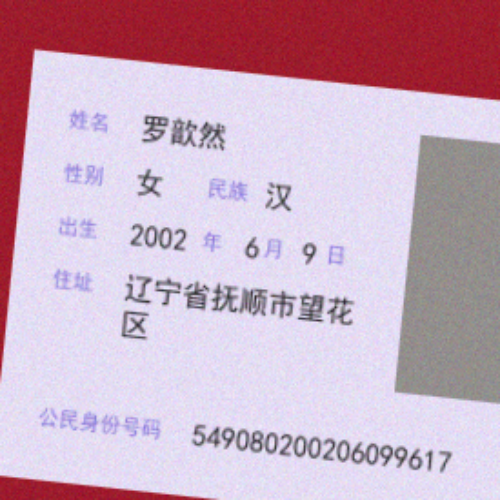 姓名 罗歆然
性别 女 民族 汉
出生 2002 年 6 月 9 日
住址 辽宁省抚顺市望花
区
公民身份号码 549080200206099617